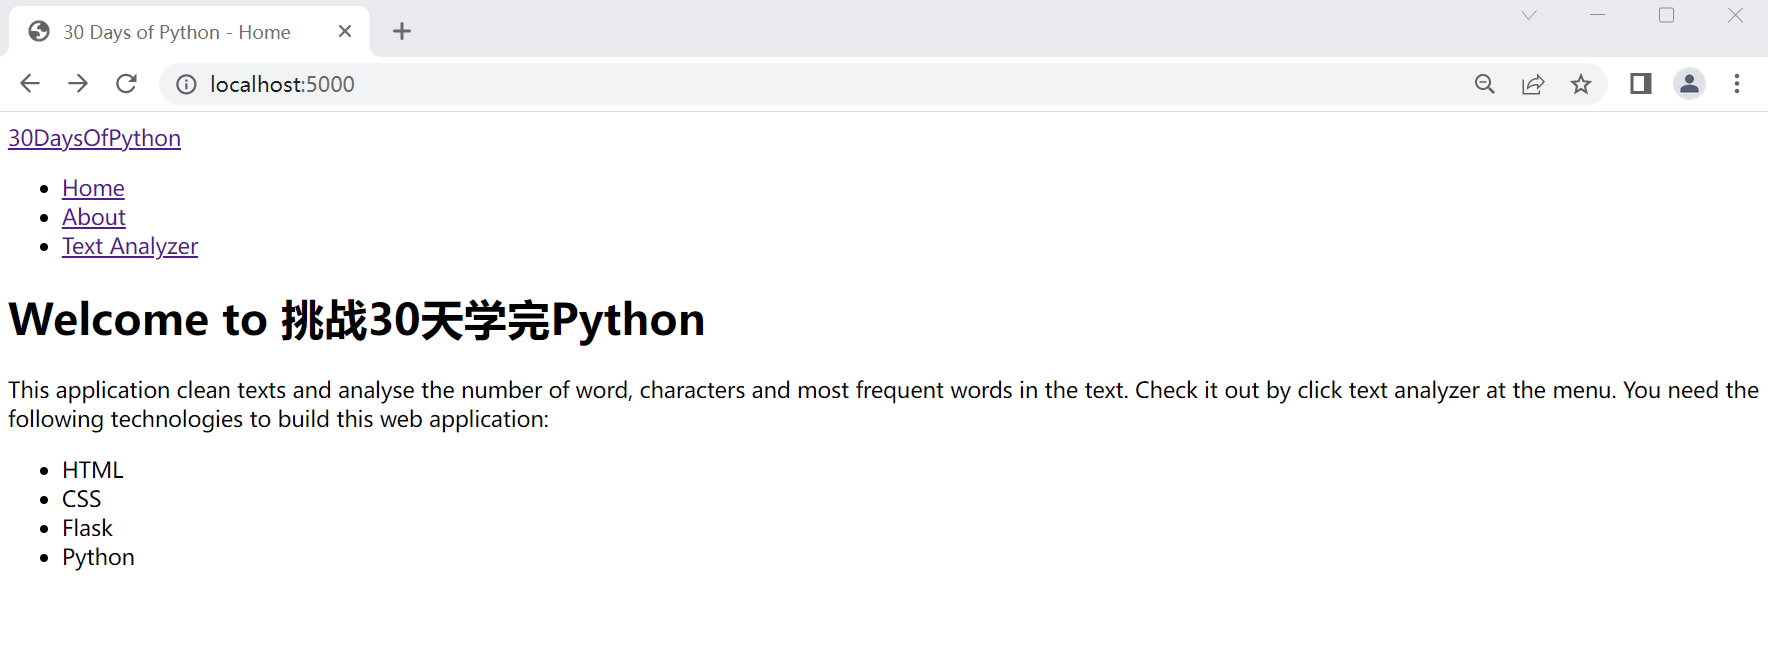 30 Days of Python - Home
localhost:5000
30DaysOfPython
Home
About
Text Analyzer
Welcome to 挑战30天学完Python
This application clean texts and analyse the number of word, characters and most frequent words in the text. Check it out by click text analyzer at the menu. You need the
following technologies to build this web application:
HTML
CSS
Flask
Python